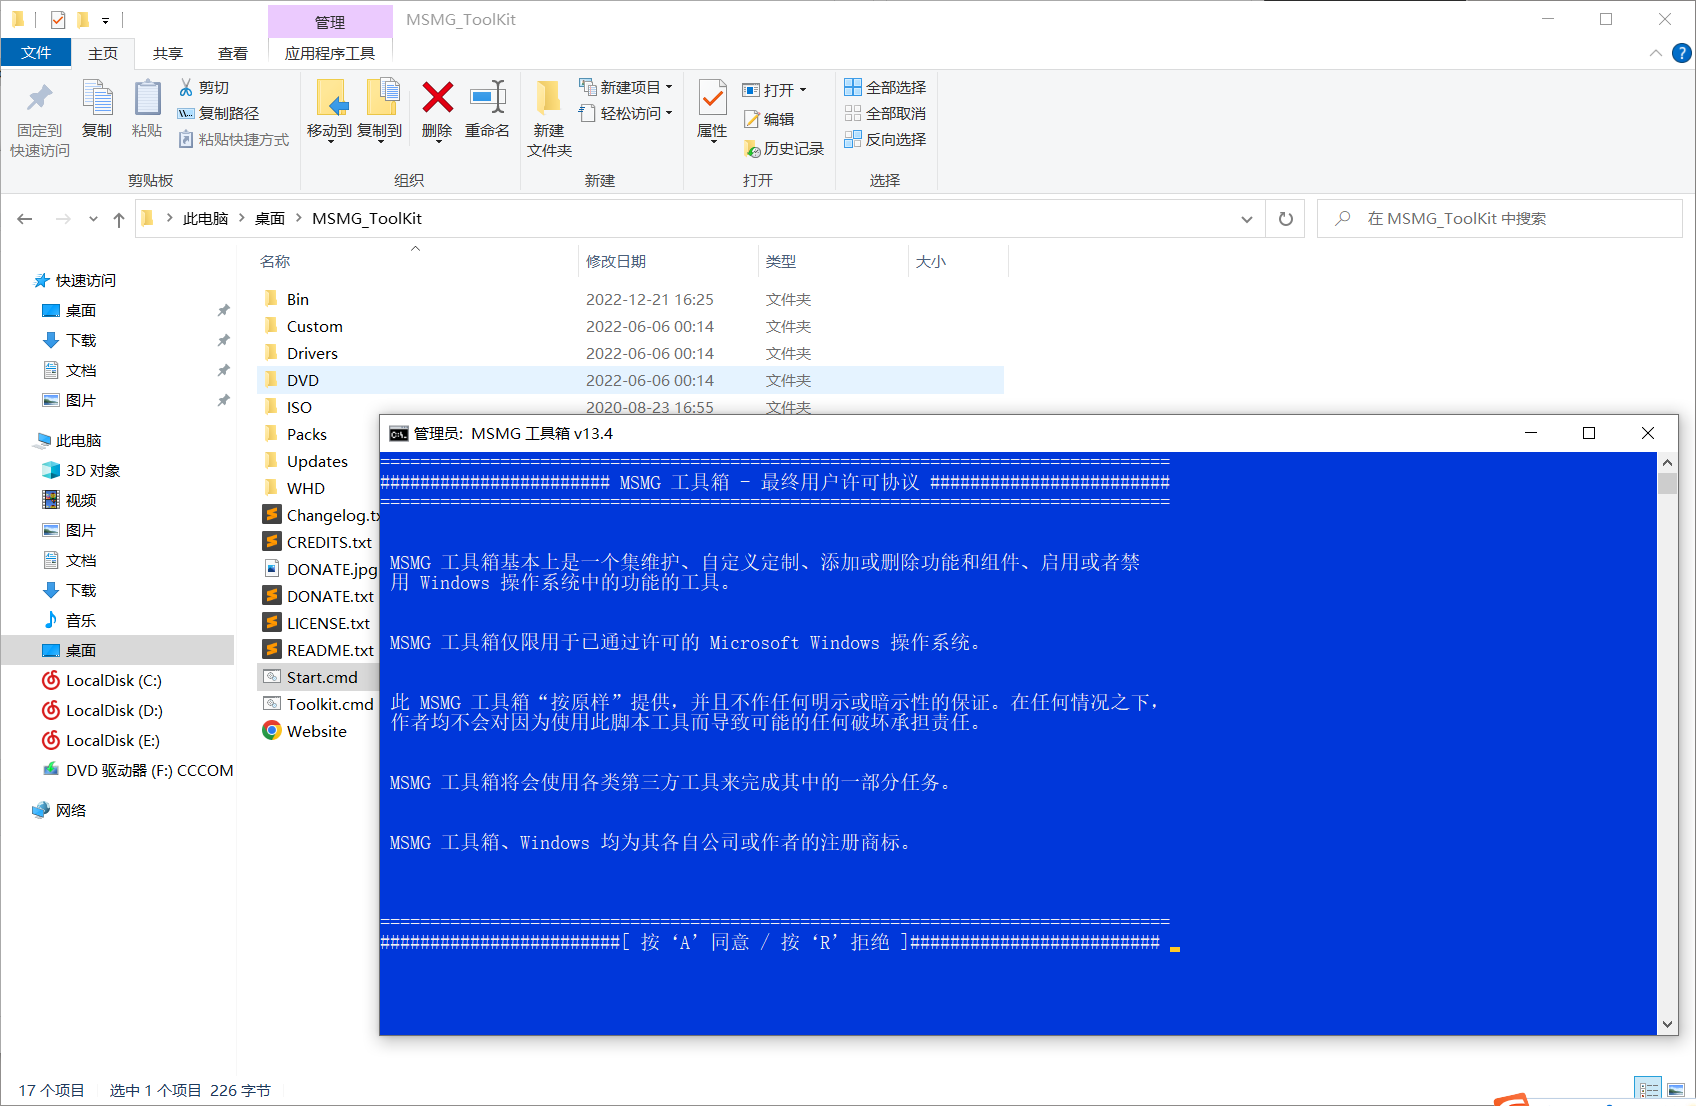 管理
MSMG_ToolKit
文件
主页
共享
查看
应用程序工具
固定到
快速访问
复制
粘贴
剪切
复制路径
粘贴快捷方式
移动到
复制到
删除
重命名
新建
文件夹
新建项目
轻松访问
属性
打开
编辑
历史记录
全部选择
全部取消
反向选择
剪贴板
组织
新建
打开
选择
此电脑 > 桌面 > MSMG_ToolKit
在 MSMG_ToolKit 中搜索
快速访问
桌面
下载
文档
图片
此电脑
3D 对象
视频
图片
文档
下载
音乐
桌面
LocalDisk (C:)
LocalDisk (D:)
LocalDisk (E:)
DVD 驱动器 (F:) CCCOM
网络
名称 修改日期 类型 大小
Bin 2022-12-21 16:25 文件夹
Custom 2022-06-06 00:14 文件夹
Drivers 2022-06-06 00:14 文件夹
DVD 2022-06-06 00:14 文件夹
ISO 2020-08-23 16:55 文件夹
Packs
Updates
WHD
Changelog.tx
CREDITS.txt
DONATE.jpg
DONATE.txt
LICENSE.txt
README.txt
Start.cmd
Toolkit.cmd
Website
管理员: MSMG 工具箱 v13.4
===============================================================================
####################### MSMG 工具箱 - 最终用户许可协议 ########################
===============================================================================
MSMG 工具箱基本上是一个集维护、自定义定制、添加或删除功能和组件、启用或者禁
用 Windows 操作系统中的功能的工具。
MSMG 工具箱仅限用于已通过许可的 Microsoft Windows 操作系统。
此 MSMG 工具箱“按原样”提供，并且不作任何明示或暗示性的保证。在任何情况之下，
作者均不会对因为使用此脚本工具而导致可能的任何破坏承担责任。
MSMG 工具箱将会使用各类第三方工具来完成其中的一部分任务。
MSMG 工具箱、Windows 均为其各自公司或作者的注册商标。
===============================================================================
########################[ 按‘A’同意 / 按‘R’拒绝 ]#########################
17 个项目 选中 1 个项目 226 字节